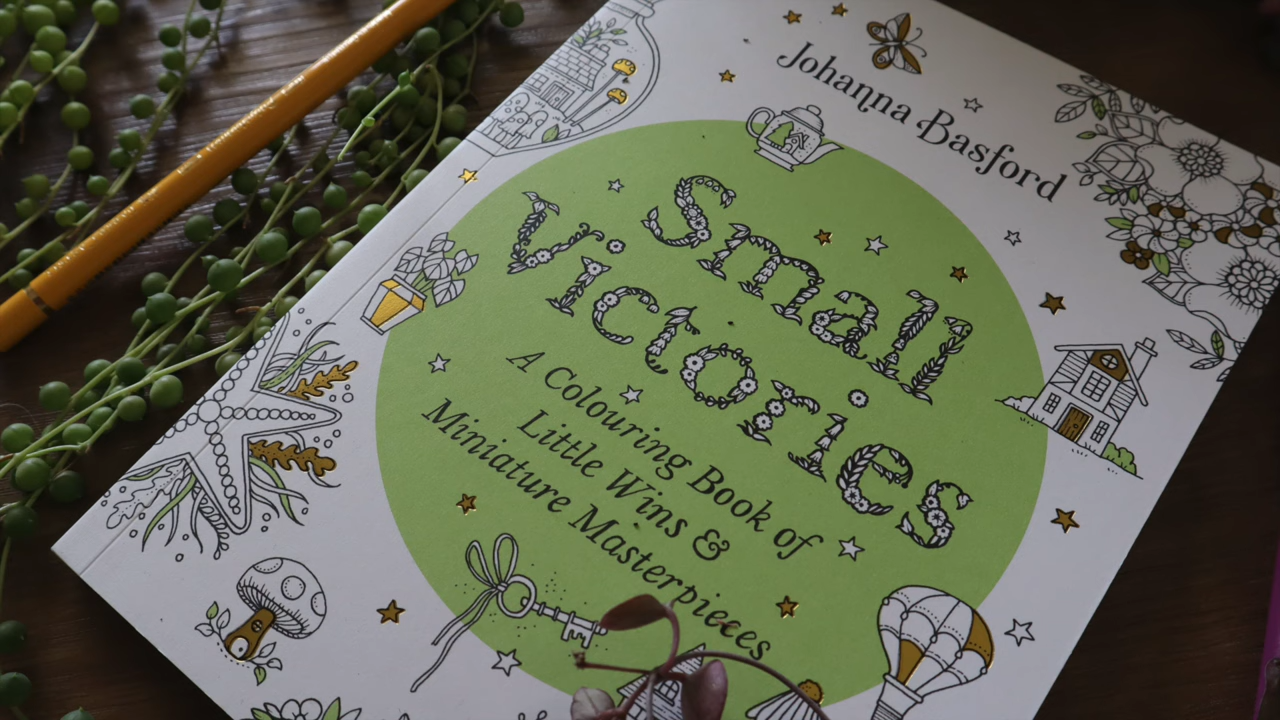 Johanna Basford
Small
Victories
A Colouring Book of
Little Wins &
Miniature Masterpieces